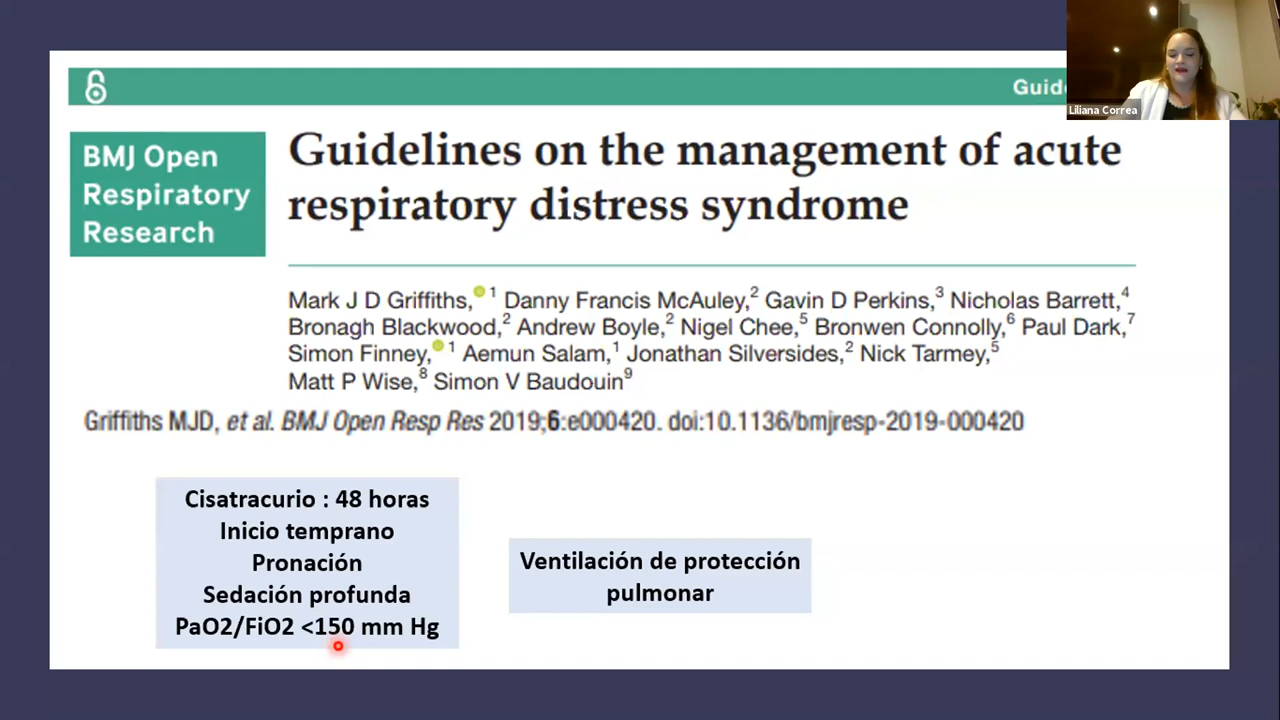 Guid
Liliana Correa
BMJ Open
Respiratory
Research
Guidelines on the management of acute
respiratory distress syndrome
Mark J D Griffiths,¹ Danny Francis McAuley,² Gavin D Perkins,³ Nicholas Barrett,⁴
Bronagh Blackwood,² Andrew Boyle,² Nigel Chee,⁵ Bronwen Connolly,⁶ Paul Dark,⁷
Simon Finney,¹ Aemun Salam,¹ Jonathan Silversides,² Nick Tarmey,⁵
Matt P Wise,⁸ Simon V Baudouin⁹
Griffiths MJD, et al. BMJ Open Resp Res 2019;6:e000420. doi:10.1136/bmjresp-2019-000420
Cisatracurio : 48 horas
Inicio temprano
Pronación
Sedación profunda
PaO2/FiO2 <150 mm Hg
Ventilación de protección
pulmonar